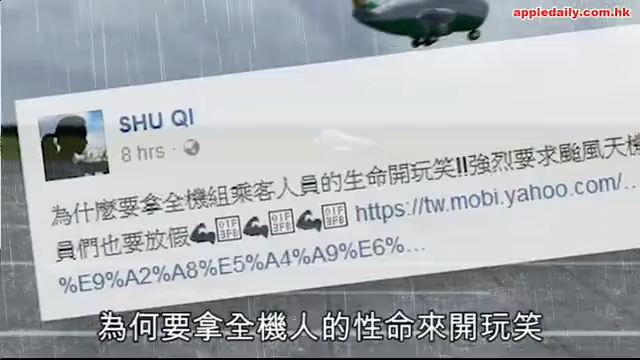 appledaily.com.hk
SHU QI
8 hrs ·
為什麼要拿全機組乘客人員的生命開玩笑!!強烈要求颱風天機
員們也要放假💪🏻💪🏻💪🏻 https://tw.mobi.yahoo.com/...
%E9%A2%A8%E5%A4%A9%E6%...
為何要拿全機人的性命來開玩笑